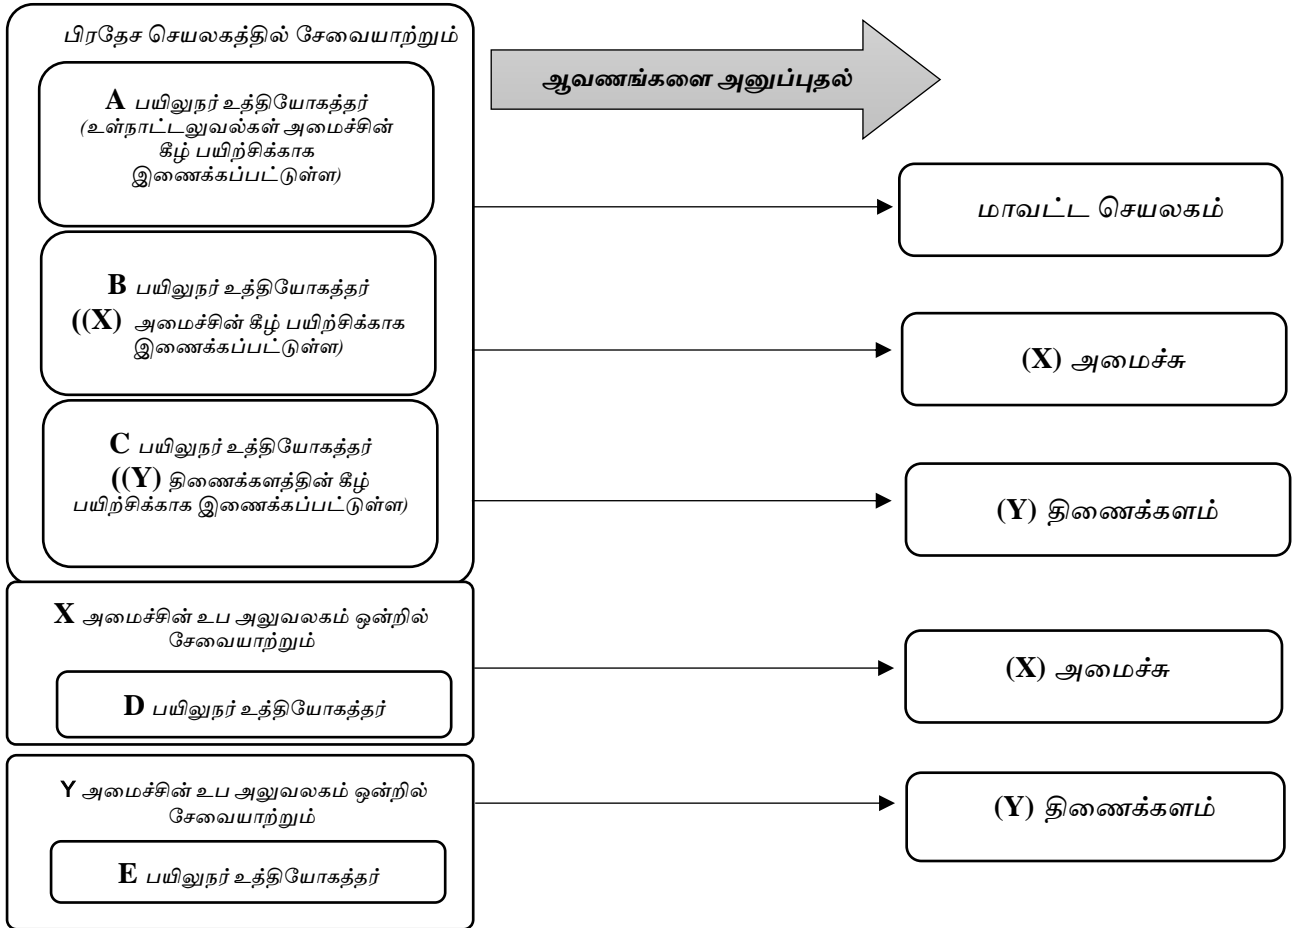 பிரதேச செயலகத்தில் சேவையாற்றும்
ஆவணங்களை அனுப்புதல்
A பயிலுநர் உத்தியோகத்தர்
(உள்நாட்டலுவல்கள் அமைச்சின்
கீழ் பயிற்சிக்காக
இணைக்கப்பட்டுள்ள)
மாவட்ட செயலகம்
B பயிலுநர் உத்தியோகத்தர்
((X) அமைச்சின் கீழ் பயிற்சிக்காக
இணைக்கப்பட்டுள்ள)
(X) அமைச்சு
C பயிலுநர் உத்தியோகத்தர்
((Y) திணைக்களத்தின் கீழ்
பயிற்சிக்காக இணைக்கப்பட்டுள்ள)
(Y) திணைக்களம்
X அமைச்சின் உப அலுவலகம் ஒன்றில்
சேவையாற்றும்
D பயிலுநர் உத்தியோகத்தர்
(X) அமைச்சு
Y அமைச்சின் உப அலுவலகம் ஒன்றில்
சேவையாற்றும்
E பயிலுநர் உத்தியோகத்தர்
(Y) திணைக்களம்